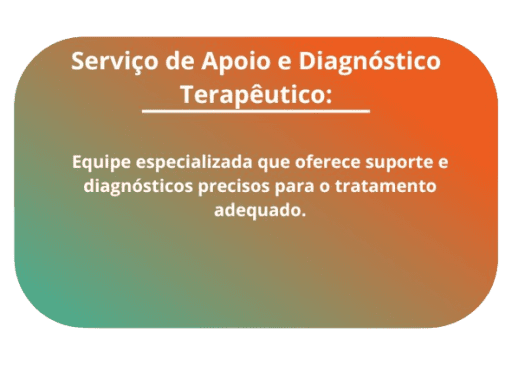 Serviço de Apoio e Diagnóstico
Terapêutico:
Equipe especializada que oferece suporte e
diagnósticos precisos para o tratamento
adequado.